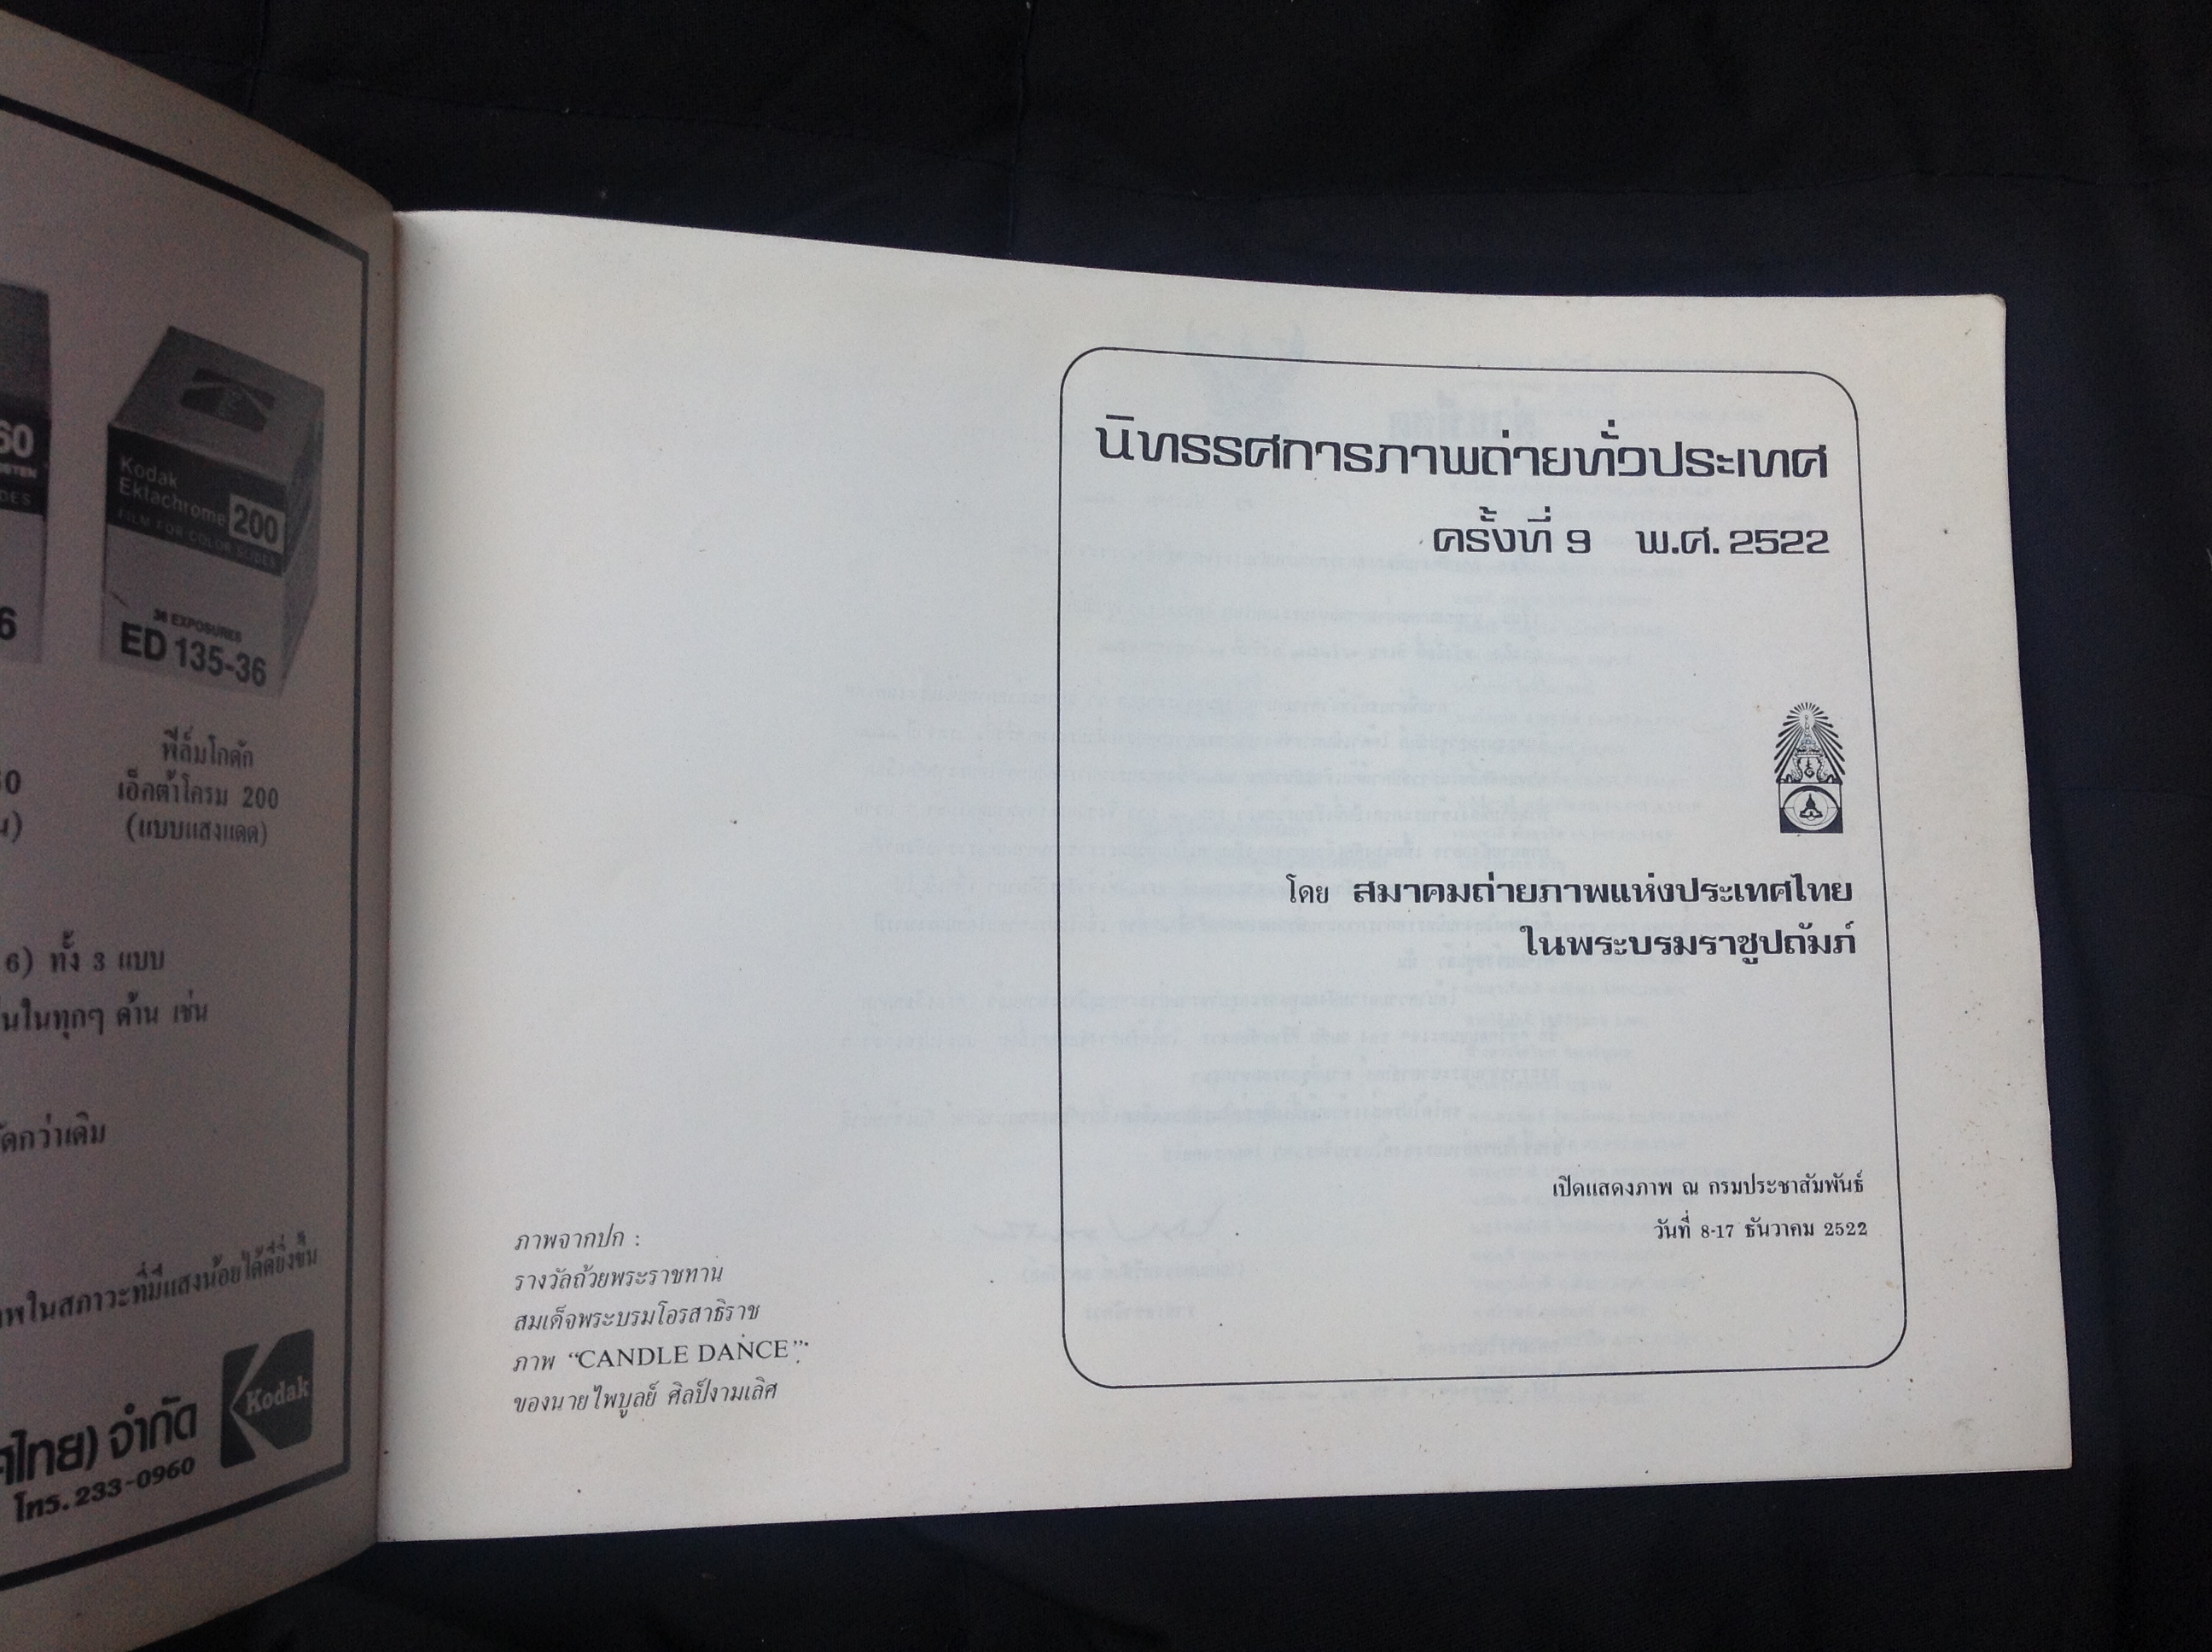 60
DES
6
Kodak
Ektachrome 200
FILM FOR COLOR SLIDES
36 EXPOSURES
ED 135-36
ฟิล์มโกดัก
เอ็กต้าโครม 200
(แบบแสงแดด)
6) ทั้ง 3 แบบ
ในทุกๆ ด้าน เช่น
กว่าเดิม
ในสภาวะที่มีแสงน้อยได้ดียิ่งขึ้น
ไทย) จำกัด
โทร. 233-0960
Kodak
นิทรรศการภาพถ่ายทั่วประเทศ
ครั้งที่ 9 พ.ศ. 2522
โดย สมาคมถ่ายภาพแห่งประเทศไทย
ในพระบรมราชูปถัมภ์
เปิดแสดงภาพ ณ กรมประชาสัมพันธ์
วันที่ 8-17 ธันวาคม 2522
ภาพจากปก :
รางวัลถ้วยพระราชทาน
สมเด็จพระบรมโอรสาธิราช
ภาพ “CANDLE DANCE”
ของนายไพบูลย์ ศิลป์งามเลิศ